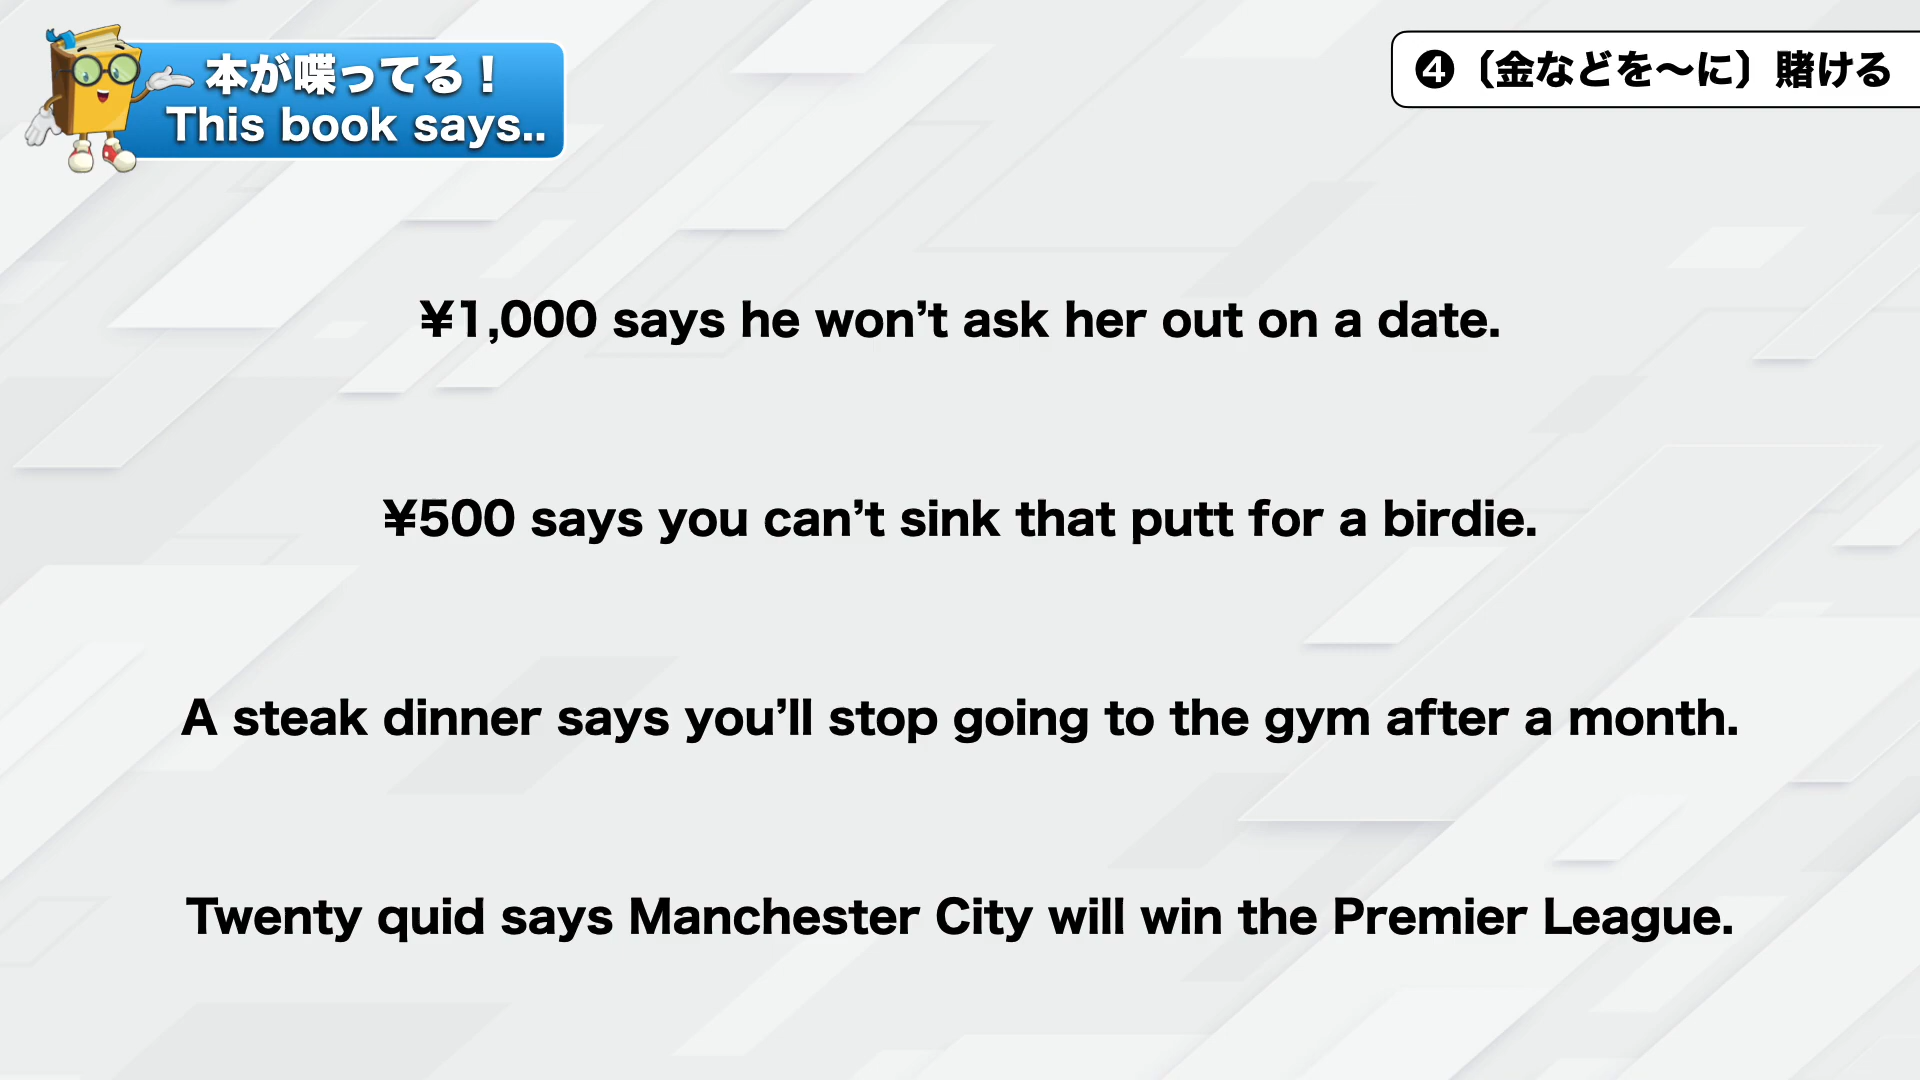 本が喋ってる！
This book says..
❹〔金などを〜に〕賭ける
¥1,000 says he won’t ask her out on a date.
¥500 says you can’t sink that putt for a birdie.
A steak dinner says you’ll stop going to the gym after a month.
Twenty quid says Manchester City will win the Premier League.